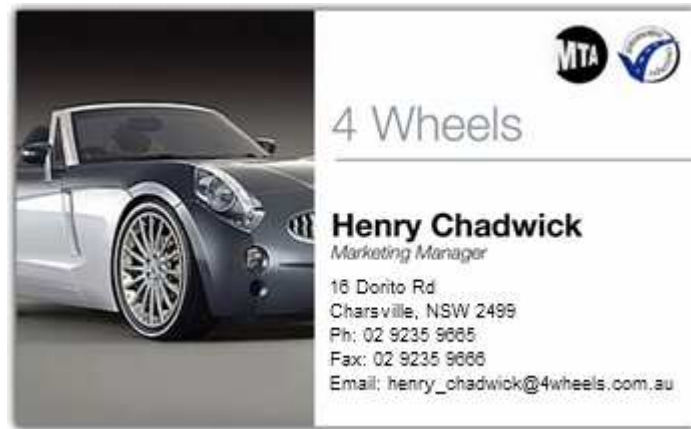 MTA
4 Wheels
Henry Chadwick
Marketing Manager
16 Dorito Rd
Charsville, NSW 2499
Ph: 02 9235 9665
Fax: 02 9235 9666
Email: henry_chadwick@4wheels.com.au